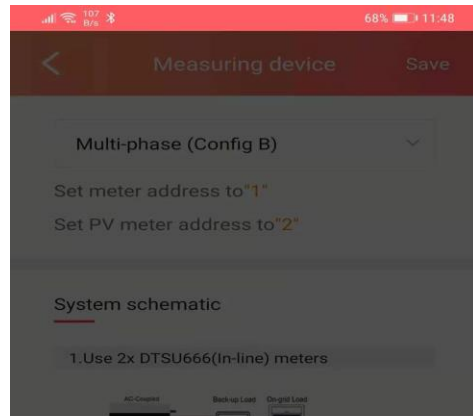 107 B/s 68% 11:48
Measuring device Save
Multi-phase (Config B)
Set meter address to"1"
Set PV meter address to"2"
System schematic
1.Use 2x DTSU666(In-line) meters
AC-Coupled Back-up Load On-grid Load